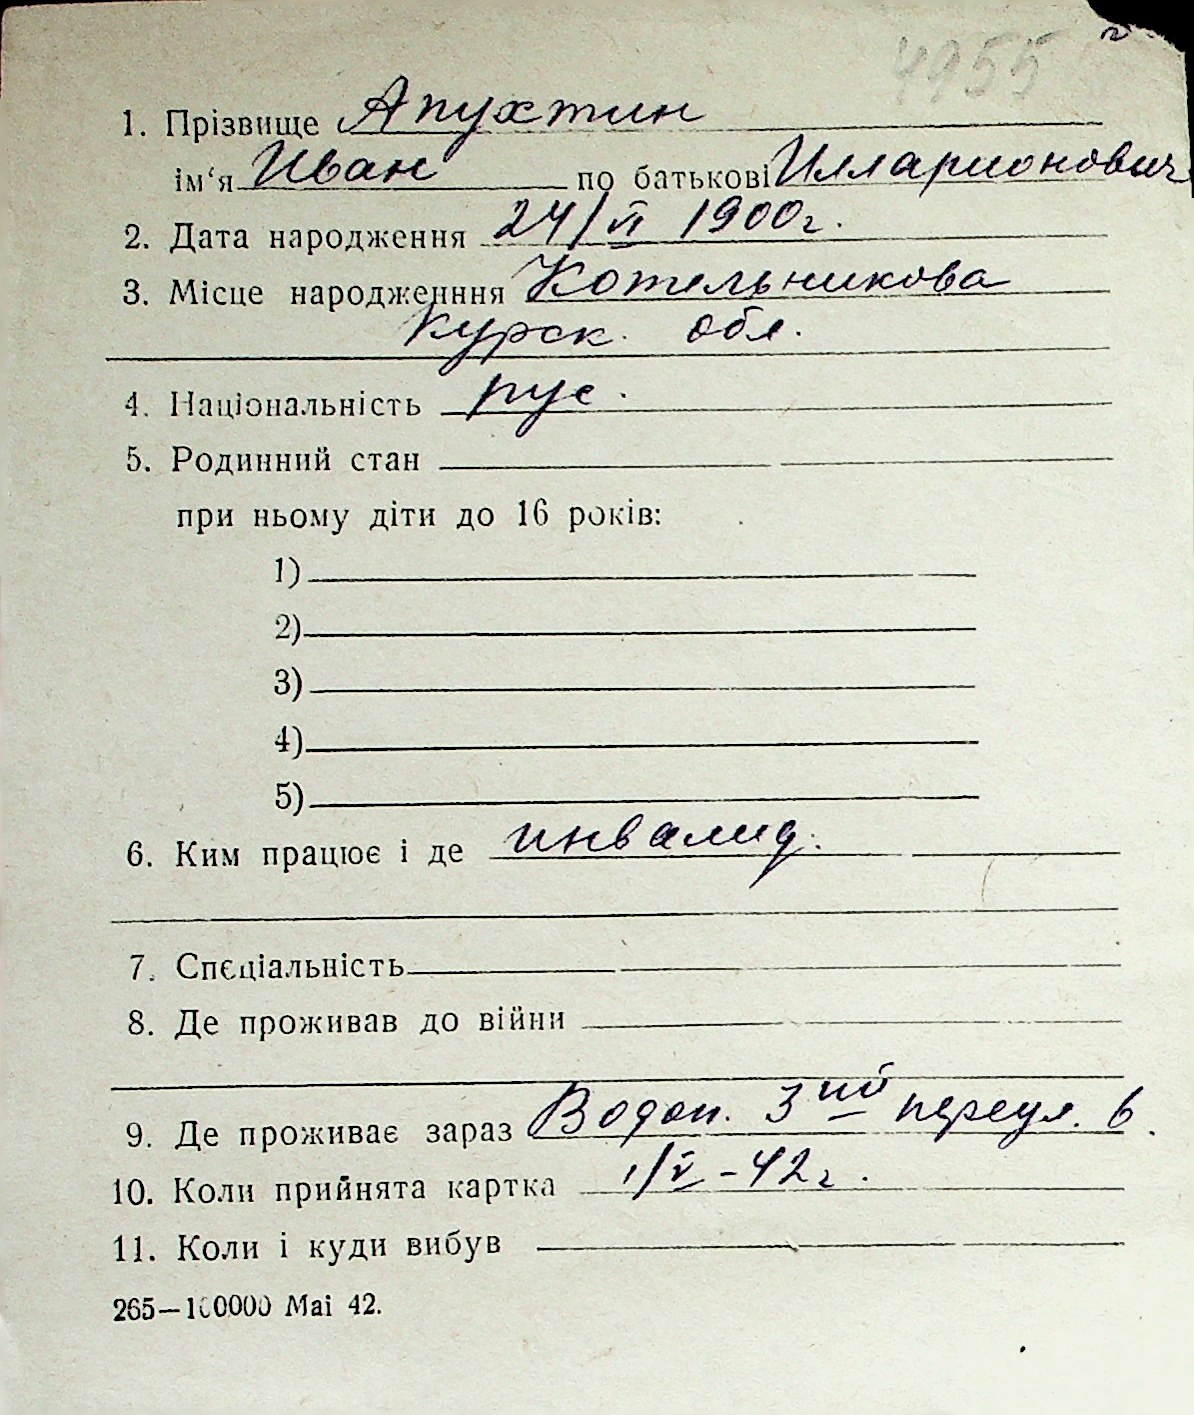 4955
1. Прізвище Апухтин
ім‘я Иван по батькові Илларионович
2. Дата народження 24/VI 1900г.
3. Місце народженння Котельникова
Курск. обл.
4. Національність рус.
5. Родинний стан
при ньому діти до 16 років:
1)
2)
3)
4)
5)
6. Ким працює і де инвалид.
7. Спеціальність
8. Де проживав до війни
9. Де проживає зараз Водоп. 3ий переул. 6.
10. Коли прийнята картка 1/V-42г.
11. Коли і куди вибув
265—100000 Mai 42.